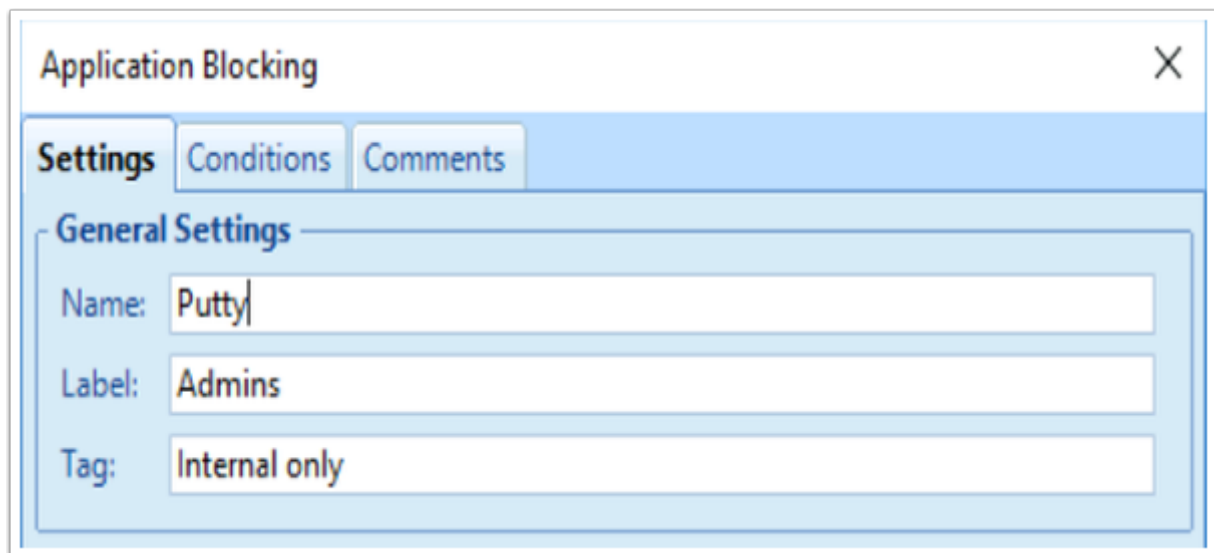 Application Blocking
Settings Conditions Comments
General Settings
Name: Putty
Label: Admins
Tag: Internal only